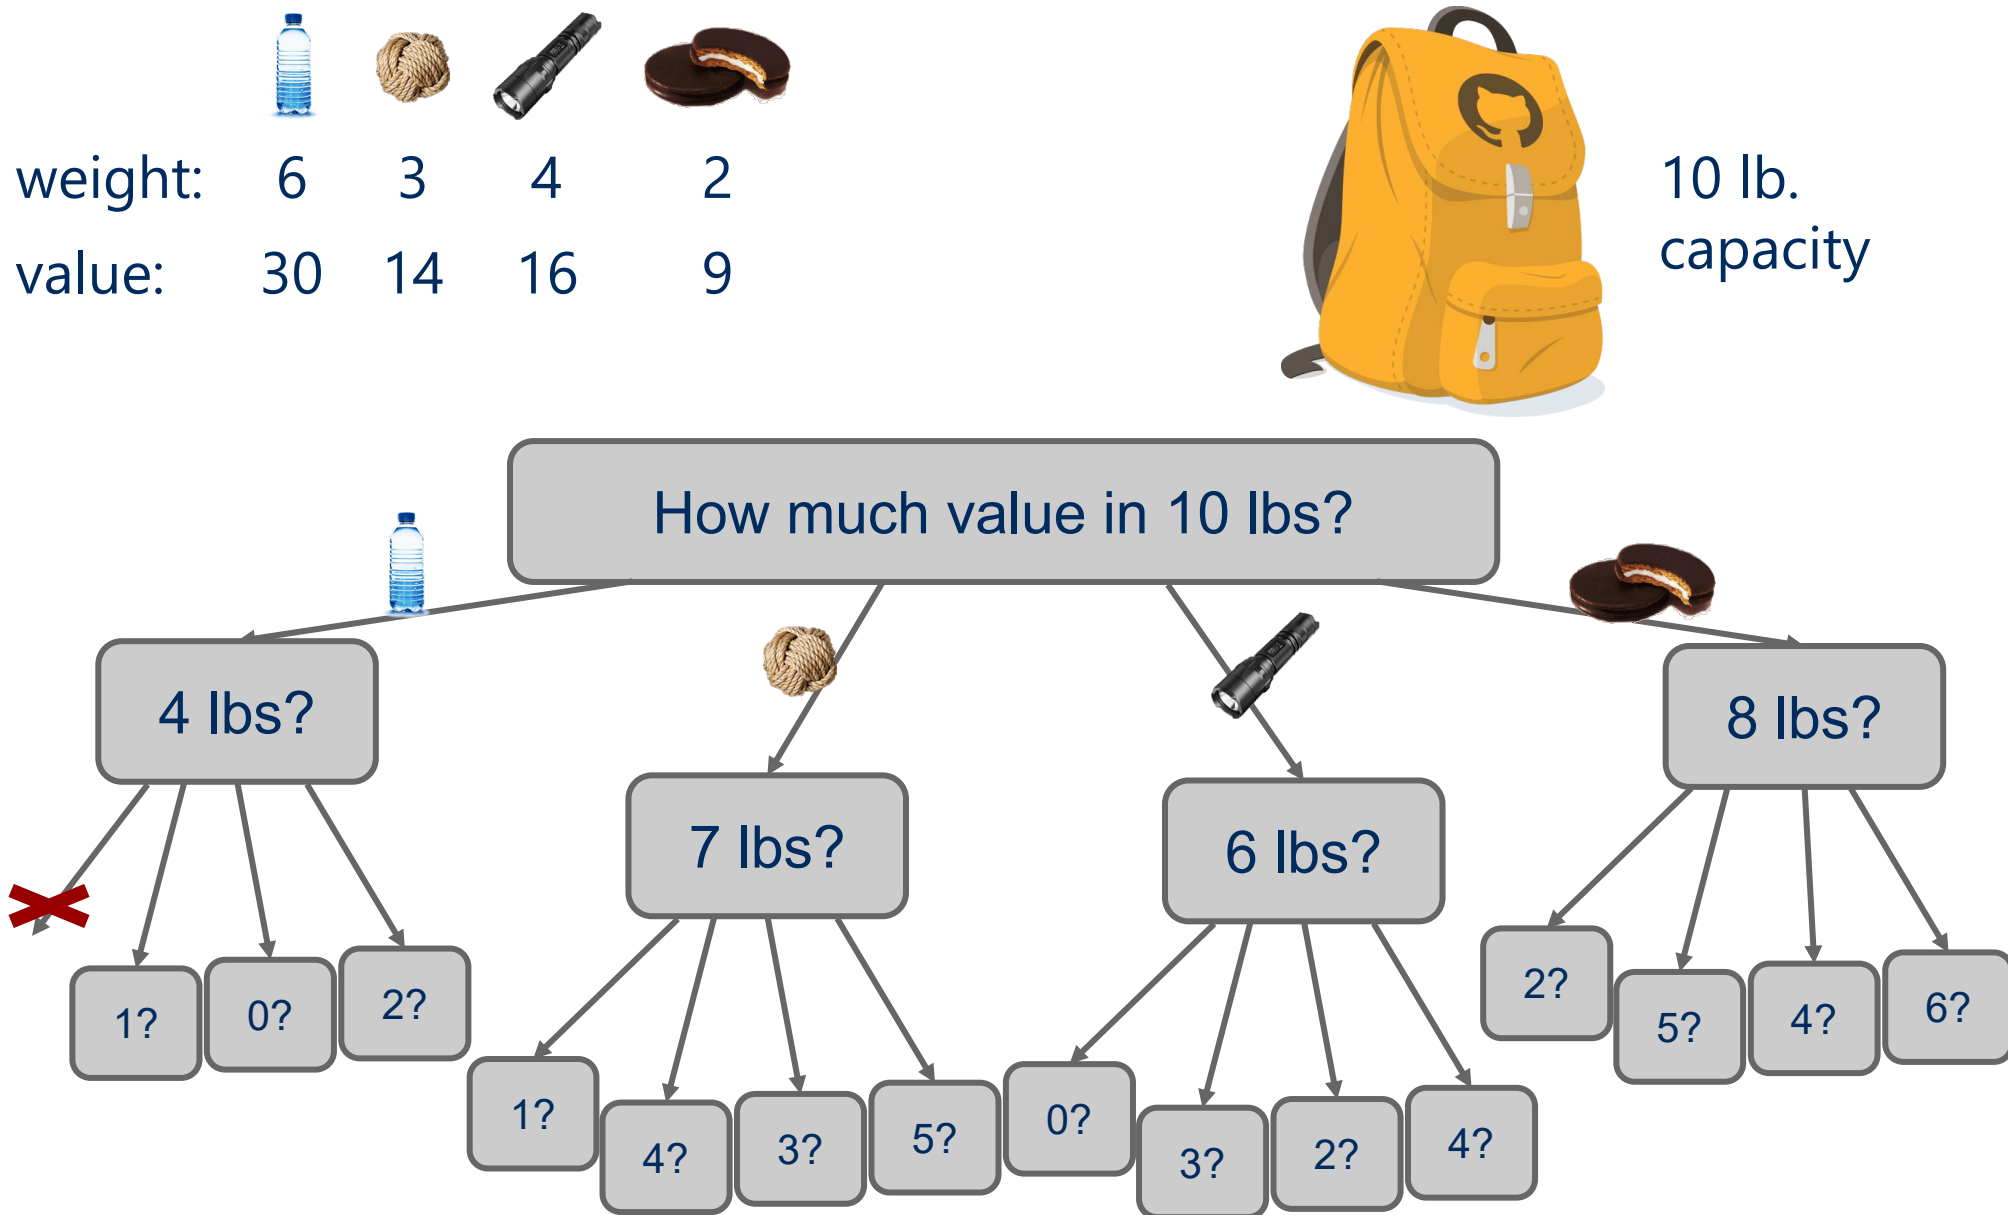 weight: 6 3 4 2
value: 30 14 16 9
10 lb.
capacity
How much value in 10 lbs?
4 lbs?
7 lbs?
6 lbs?
8 lbs?
1?
0?
2?
1?
4?
3?
5?
0?
3?
2?
4?
2?
5?
4?
6?